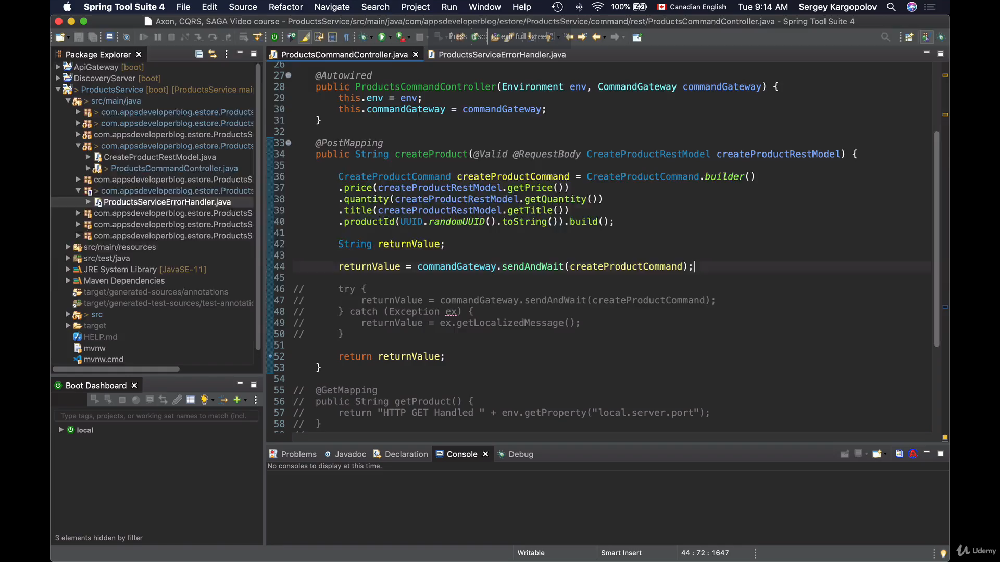 Spring Tool Suite 4 File Edit Source Refactor Navigate Search Project Run Window Help 100% Canadian English Tue 9:14 AM Sergey Kargopolov
Axon, CQRS, SAGA Video course - ProductsService/src/main/java/com/appsdeveloperblog/estore/ProductsService/command/rest/ProductsCommandController.java - Spring Tool Suite 4
Press Esc to exit full screen
Package Explorer
ApiGateway [boot]
DiscoveryServer [boot]
> ProductsService [boot] [ProductsService mai
> src/main/java
> com.appsdeveloperblog.estore.Products
> com.appsdeveloperblog.estore.Products
com.appsdeveloperblog.estore.ProductsS
> com.appsdeveloperblog.estore.Products
CreateProductRestModel.java
> ProductsCommandController.java
com.appsdeveloperblog.estore.ProductsS
> com.appsdeveloperblog.estore.Products
ProductsServiceErrorHandler.java
com.appsdeveloperblog.estore.ProductsS
com.appsdeveloperblog.estore.ProductsS
com.appsdeveloperblog.estore.ProductsS
src/main/resources
src/test/java
JRE System Library [JavaSE-11]
Maven Dependencies
target/generated-sources/annotations
target/generated-test-sources/test-annotatio
> src
target
HELP.md
mvnw
mvnw.cmd
Boot Dashboard
Type tags, projects, or working set names to match (incl.
local
3 elements hidden by filter
ProductsCommandController.java ProductsServiceErrorHandler.java
26
27 @Autowired
28 public ProductsCommandController(Environment env, CommandGateway commandGateway) {
29 this.env = env;
30 this.commandGateway = commandGateway;
31 }
32
33 @PostMapping
34 public String createProduct(@Valid @RequestBody CreateProductRestModel createProductRestModel) {
35
36 CreateProductCommand createProductCommand = CreateProductCommand.builder()
37 .price(createProductRestModel.getPrice())
38 .quantity(createProductRestModel.getQuantity())
39 .title(createProductRestModel.getTitle())
40 .productId(UUID.randomUUID().toString()).build();
41
42 String returnValue;
43
44 returnValue = commandGateway.sendAndWait(createProductCommand);
45
46 // try {
47 // returnValue = commandGateway.sendAndWait(createProductCommand);
48 // } catch (Exception ex) {
49 // returnValue = ex.getLocalizedMessage();
50 // }
51
52 return returnValue;
53 }
54
55 // @GetMapping
56 // public String getProduct() {
57 // return "HTTP GET Handled " + env.getProperty("local.server.port");
58 // }
Problems Javadoc Declaration Console Debug
No consoles to display at this time.
Writable Smart Insert 44 : 72 : 1647
Udemy